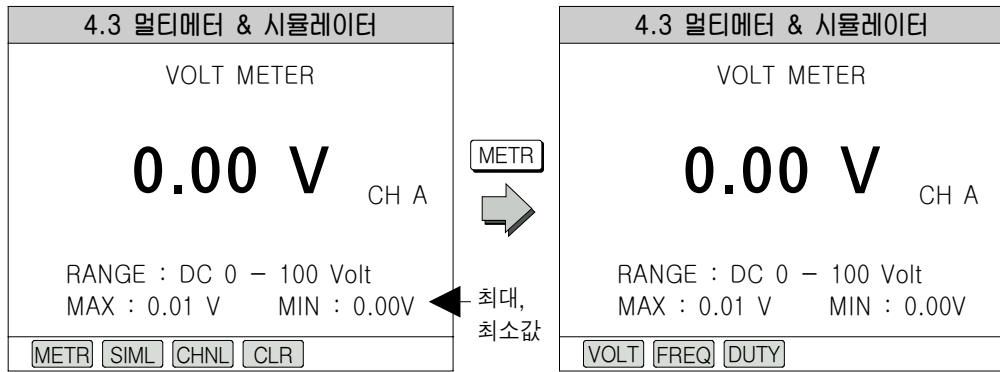 4.3 멀티메터 & 시뮬레이터
VOLT METER
0.00 V
CH A
RANGE : DC 0 – 100 Volt
MAX : 0.01 V MIN : 0.00V
METR SIML CHNL CLR
METR
최대,
최소값
4.3 멀티메터 & 시뮬레이터
VOLT METER
0.00 V
CH A
RANGE : DC 0 – 100 Volt
MAX : 0.01 V MIN : 0.00V
VOLT FREQ DUTY